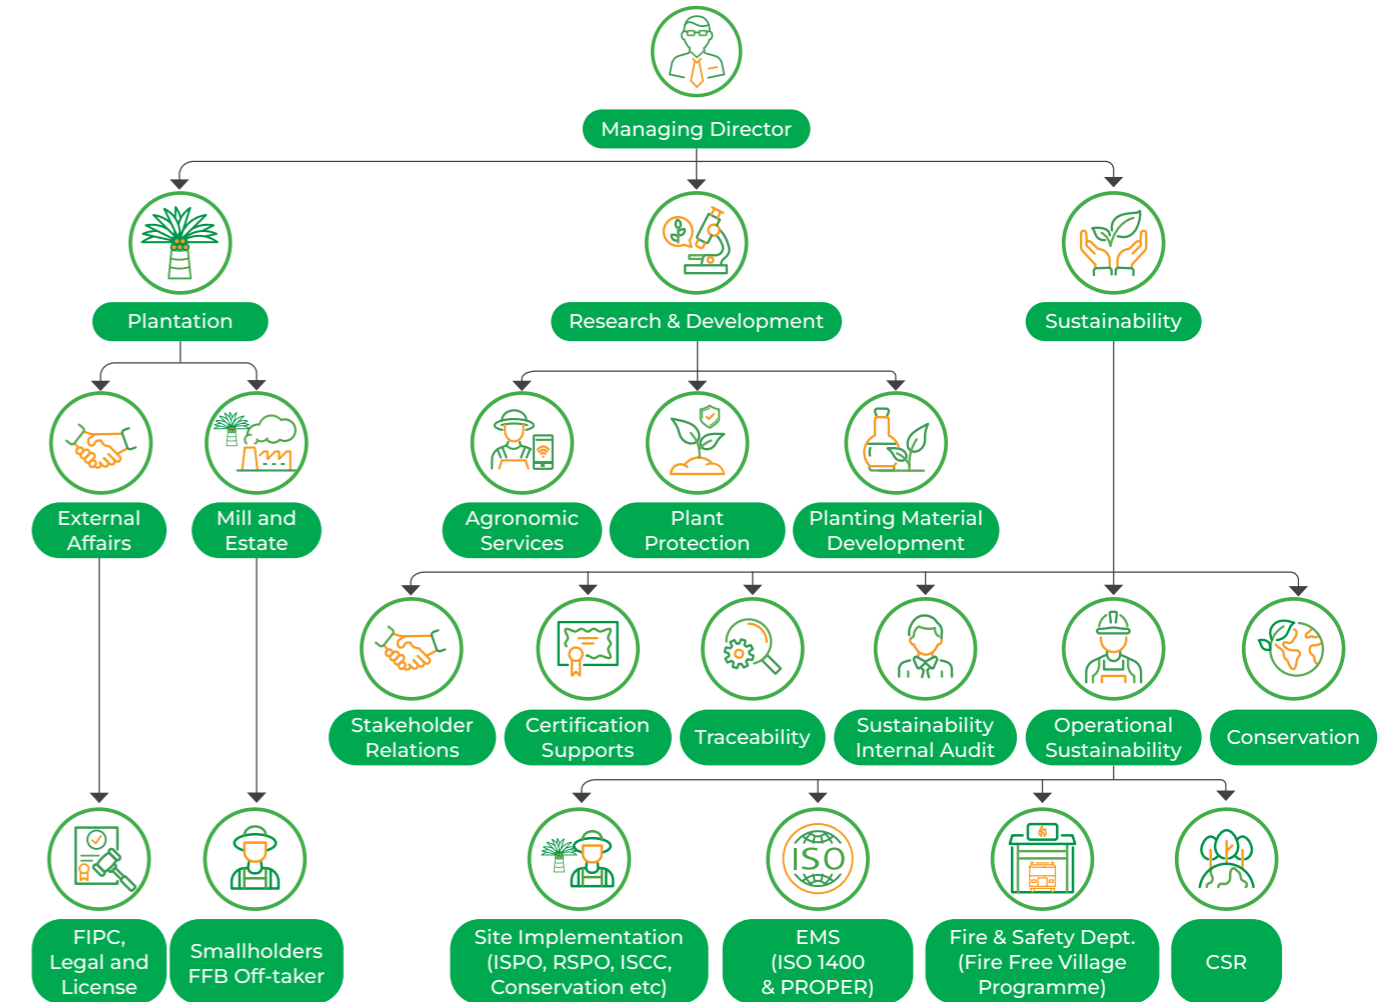 Managing Director
Plantation
Research & Development
Sustainability
External
Affairs
Mill and
Estate
Agronomic
Services
Plant
Protection
Planting Material
Development
Stakeholder
Relations
Certification
Supports
Traceability
Sustainability
Internal Audit
Operational
Sustainability
Conservation
ISO
FIPC,
Legal and
License
Smallholders
FFB Off-taker
Site Implementation
(ISPO, RSPO, ISCC,
Conservation etc)
EMS
(ISO 1400
& PROPER)
Fire & Safety Dept.
(Fire Free Village
Programme)
CSR